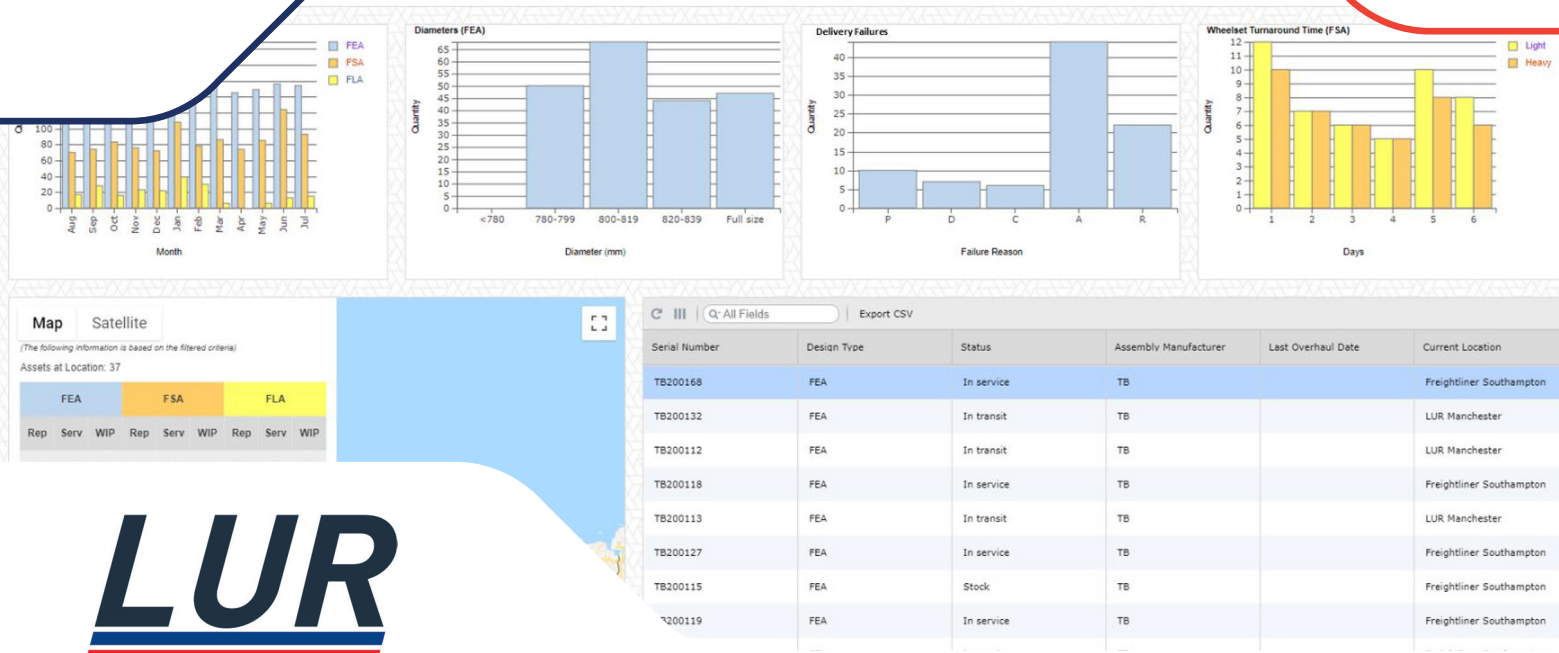 FEA
FSA
FLA
100
80
60
40
20
0
Aug
Sep
Oct
Nov
Dec
Jan
Feb
Mar
Apr
May
Jun
Jul
Month
Diameters (FEA)
65
60
55
50
45
40
35
30
25
20
15
10
5
0
Quantity
<780 780-799 800-819 820-839 Full size
Diameter (mm)
Delivery Failures
40
35
30
25
20
15
10
5
0
Quantity
P D C A R
Failure Reason
Wheelset Turnaround Time (FSA)
12
11
10
9
8
7
6
5
4
3
2
1
0
Quantity
1 2 3 4 5 6
Days
Light
Heavy
Map Satellite
(The following information is based on the filtered criteria)
Assets at Location: 37
FEA FSA FLA
Rep Serv WIP Rep Serv WIP Rep Serv WIP
LUR
All Fields Export CSV
Serial Number Design Type Status Assembly Manufacturer Last Overhaul Date Current Location
TB200168 FEA In service TB Freightliner Southampton
TB200132 FEA In transit TB LUR Manchester
TB200112 FEA In transit TB LUR Manchester
TB200118 FEA In service TB Freightliner Southampton
TB200113 FEA In transit TB LUR Manchester
TB200127 FEA In service TB Freightliner Southampton
TB200115 FEA Stock TB Freightliner Southampton
200119 FEA In service TB Freightliner Southampton